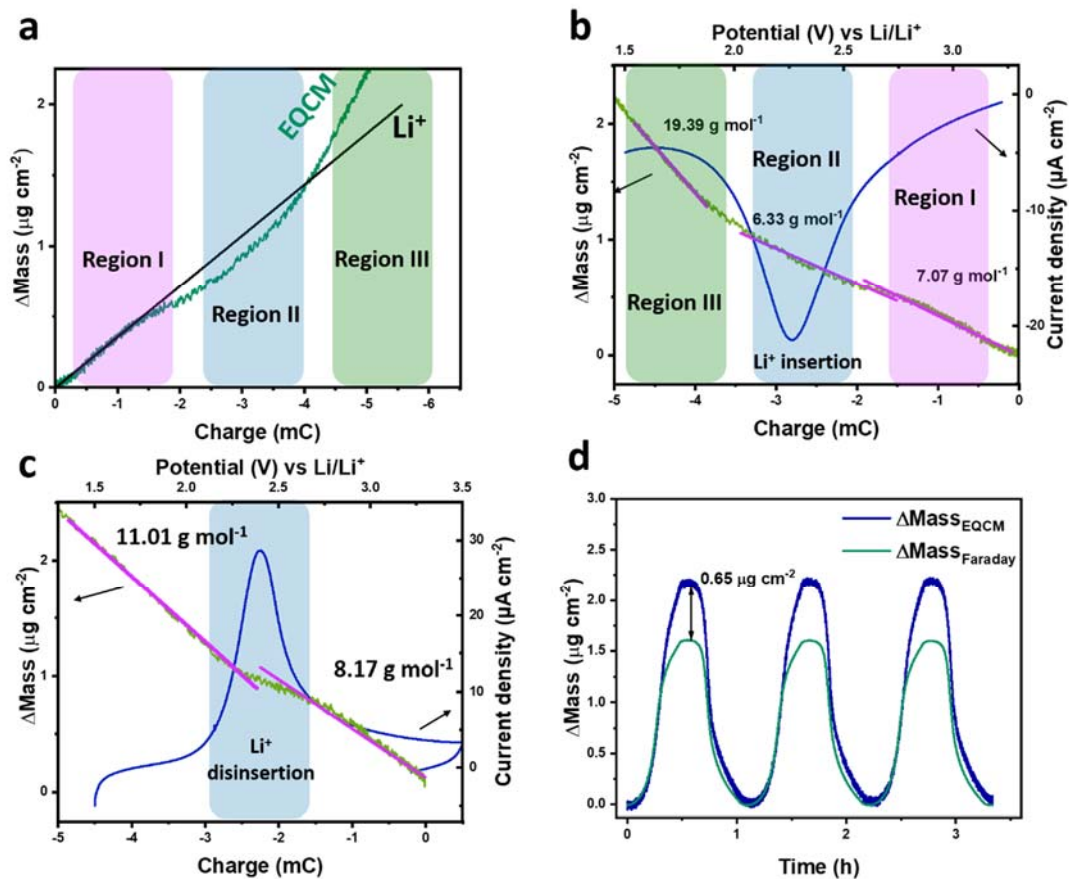 a
ΔMass (μg cm-2)
2
1
0
EQCM
Li+
Region I
Region II
Region III
0 -1 -2 -3 -4 -5 -6
Charge (mC)
b
Potential (V) vs Li/Li+
1.5 2.0 2.5 3.0
ΔMass (μg cm-2)
2
1
0
19.39 g mol-1
Region II
6.33 g mol-1
Region I
7.07 g mol-1
Region III
Li+ insertion
0
-10
-20
Current density (μA cm-2)
-5 -4 -3 -2 -1 0
Charge (mC)
c
Potential (V) vs Li/Li+
1.5 2.0 2.5 3.0 3.5
ΔMass (μg cm-2)
2
1
0
11.01 g mol-1
8.17 g mol-1
Li+
disinsertion
30
20
10
0
Current density (μA cm-2)
-5 -4 -3 -2 -1 0
Charge (mC)
d
ΔMass (μg cm-2)
3.0
2.5
2.0
1.5
1.0
0.5
0.0
ΔMassEQCM
ΔMassFaraday
0.65 μg cm-2
0 1 2 3
Time (h)